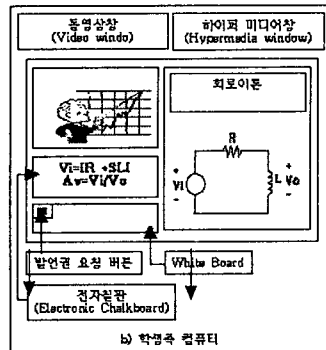 동영상창
(Video windo)
하이퍼 미디어창
(Hypermedia window)
회로이론
Vi=IR +SLI
Av=Vi/Vo
R
+
Vi
-
L
+
Vo
-
발언권 요청 버튼
White Board
전자칠판
(Electronic Chalkboard)
b) 학생측 컴퓨터